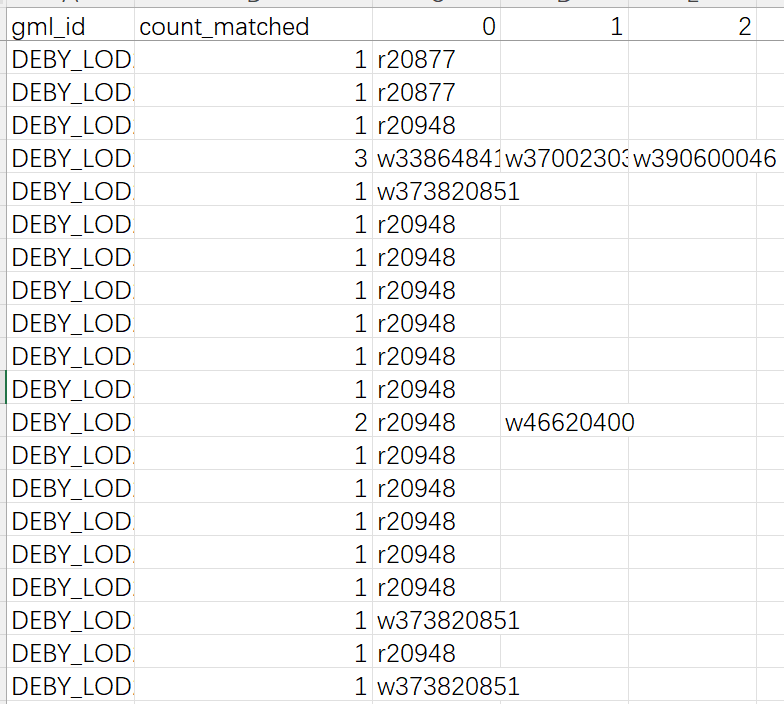 gml_id count_matched 0 1 2
DEBY_LOD 1 r20877
DEBY_LOD 1 r20877
DEBY_LOD 1 r20948
DEBY_LOD 3 w33864841 w37002303 w390600046
DEBY_LOD 1 w373820851
DEBY_LOD 1 r20948
DEBY_LOD 1 r20948
DEBY_LOD 1 r20948
DEBY_LOD 1 r20948
DEBY_LOD 1 r20948
DEBY_LOD 1 r20948
DEBY_LOD 2 r20948 w46620400
DEBY_LOD 1 r20948
DEBY_LOD 1 r20948
DEBY_LOD 1 r20948
DEBY_LOD 1 r20948
DEBY_LOD 1 r20948
DEBY_LOD 1 w373820851
DEBY_LOD 1 r20948
DEBY_LOD 1 w373820851